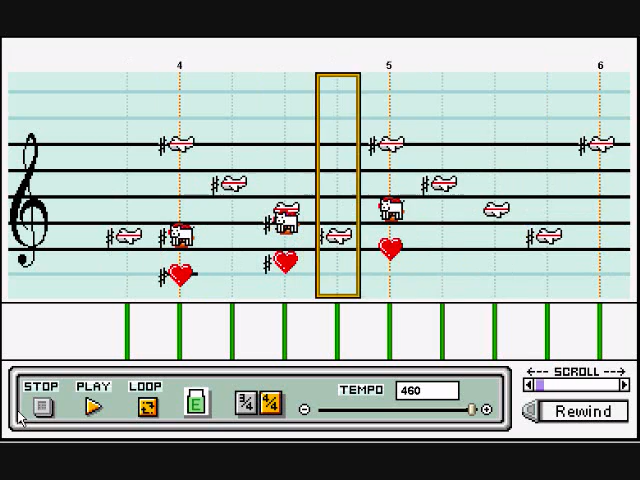 4 5 6
STOP PLAY LOOP
E
3/4 4/4
TEMPO 460
<-- SCROLL -->
Rewind